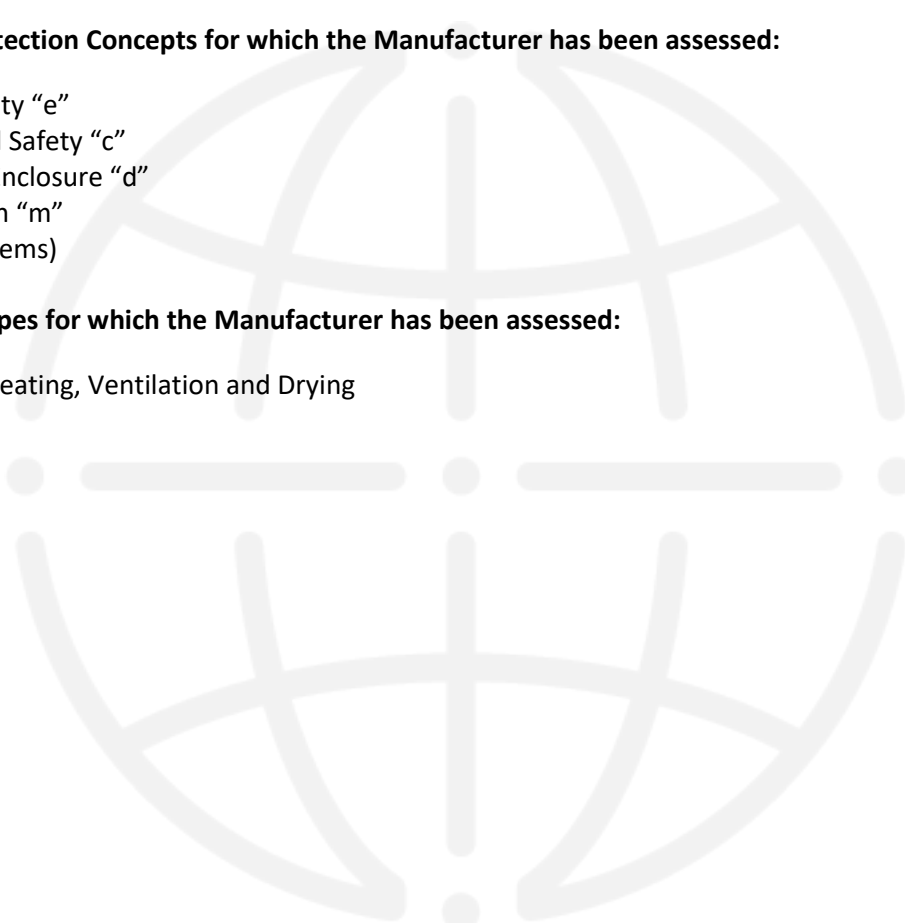 tection Concepts for which the Manufacturer has been assessed:
ty “e”
l Safety “c”
nclosure “d”
n “m”
ems)
pes for which the Manufacturer has been assessed:
eating, Ventilation and Drying